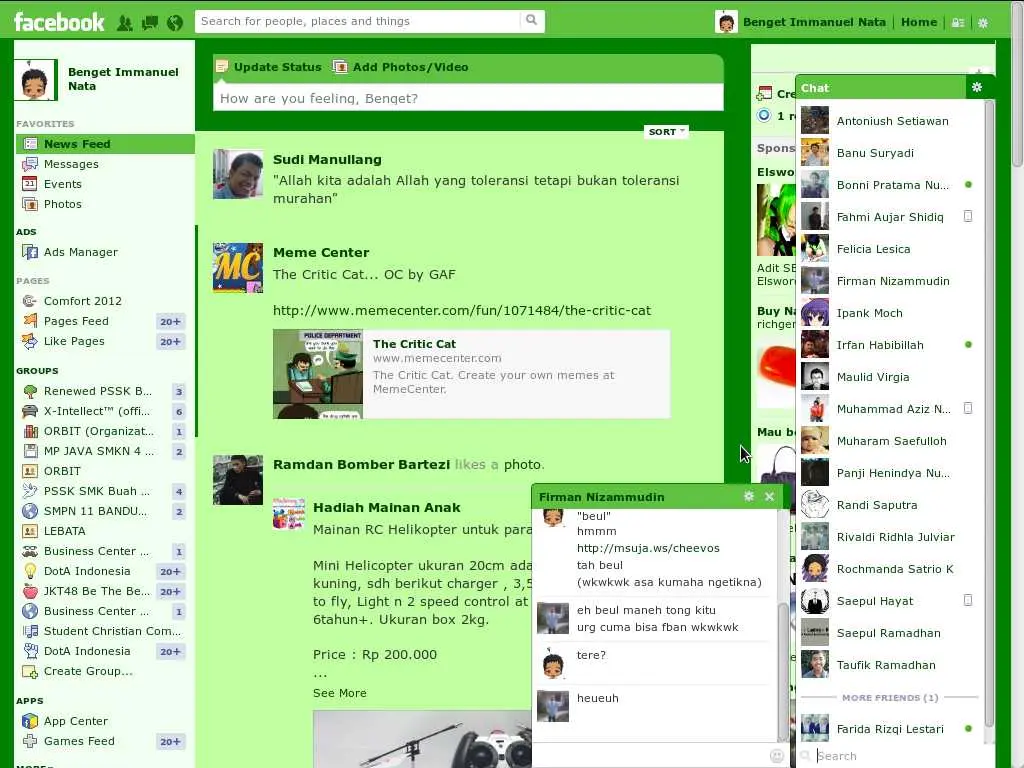 facebook
Search for people, places and things
Benget Immanuel Nata
Home
Benget Immanuel
Nata
FAVORITES
News Feed
Messages
Events
Photos
ADS
Ads Manager
PAGES
Comfort 2012
Pages Feed 20+
Like Pages 20+
GROUPS
Renewed PSSK B... 3
X-Intellect™ (offi... 6
ORBIT (Organizat... 1
MP JAVA SMKN 4 ... 2
ORBIT
PSSK SMK Buah ... 4
SMPN 11 BANDU... 2
LEBATA
Business Center ... 1
DotA Indonesia 20+
JKT48 Be The Be... 20+
Business Center ... 1
Student Christian Com...
DotA Indonesia 20+
Create Group...
APPS
App Center
Games Feed 20+
Update Status
Add Photos/Video
How are you feeling, Benget?
SORT
Sudi Manullang
"Allah kita adalah Allah yang toleransi tetapi bukan toleransi
murahan"
MC
Meme Center
The Critic Cat... OC by GAF
http://www.memecenter.com/fun/1071484/the-critic-cat
POLICE DEPARTMENT
The Critic Cat
www.memecenter.com
The Critic Cat. Create your own memes at
MemeCenter.
Ramdan Bomber Bartezi likes a photo.
Hadiah Mainan Anak
Mainan RC Helikopter untuk para
Mini Helicopter ukuran 20cm ada
kuning, sdh berikut charger , 3,5
to fly, Light n 2 speed control at
6tahun+. Ukuran box 2kg.
Price : Rp 200.000
...
See More
Firman Nizammudin
"beul"
hmmm
http://msuja.ws/cheevos
tah beul
(wkwkwk asa kumaha ngetikna)
eh beul maneh tong kitu
urg cuma bisa fban wkwkwk
tere?
heueuh
Cre
1 r
Spons
Elswo
Adit SE
Elswor
Buy Na
richger
Mau be
Chat
Antoniush Setiawan
Banu Suryadi
Bonni Pratama Nu...
Fahmi Aujar Shidiq
Felicia Lesica
Firman Nizammudin
Ipank Moch
Irfan Habibillah
Maulid Virgia
Muhammad Aziz N...
Muharam Saefulloh
Panji Henindya Nu...
Randi Saputra
Rivaldi Ridhla Julviar
Rochmanda Satrio K
Saepul Hayat
Saepul Ramadhan
Taufik Ramadhan
MORE FRIENDS (1)
Farida Rizqi Lestari
Search